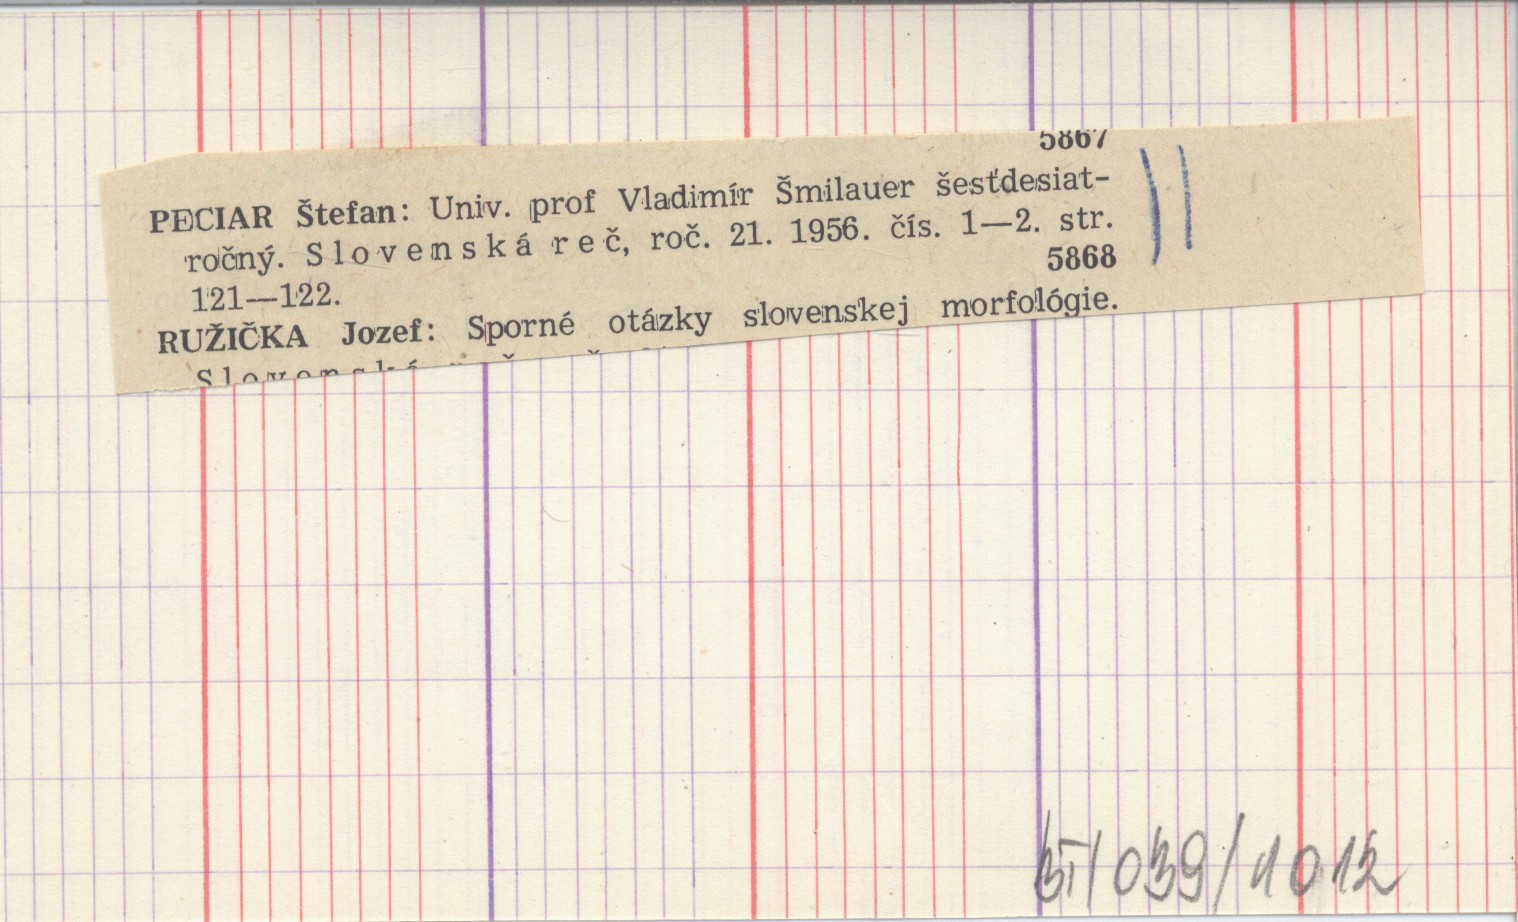 5867
PECIAR Štefan: Univ. prof Vladimír Šmilauer šesťdesiat-
ročný. Slovenská reč, roč. 21. 1956. čís. 1—2. str.
121—122.
5868
RUŽIČKA Jozef: Sporné otázky slovenskej morfológie.
Slovenská
039/1012